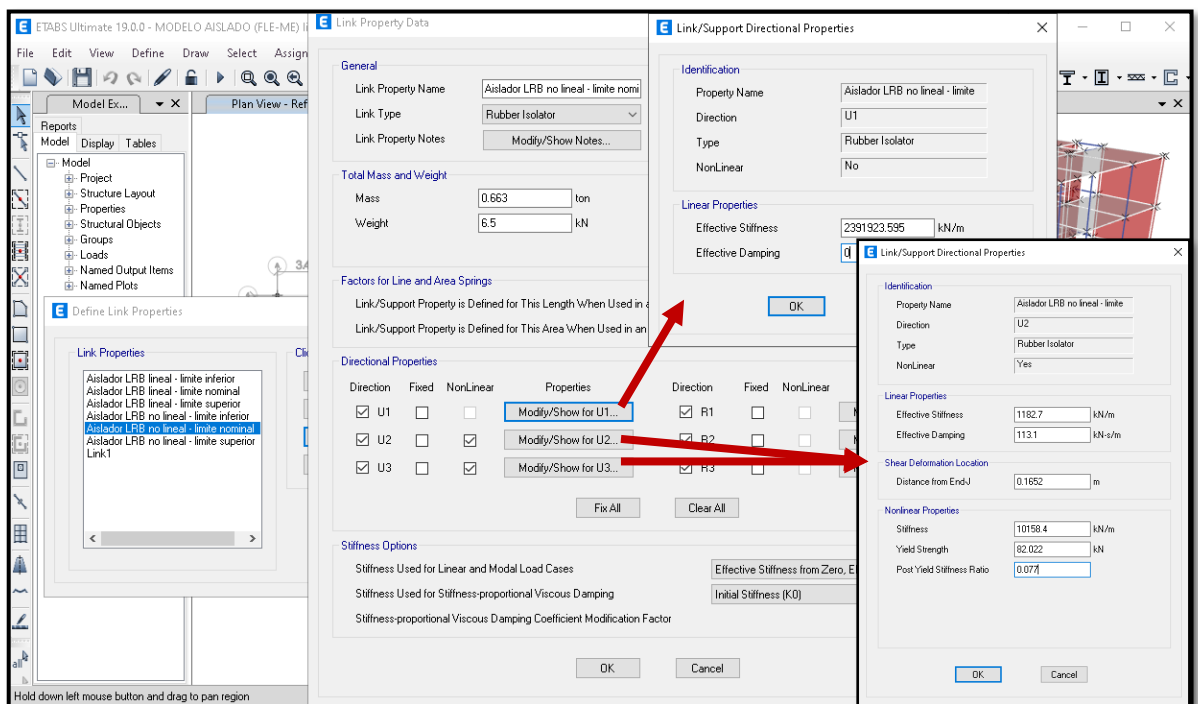 ETABS Ultimate 19.0.0 - MODELO AISLADO (FLE-ME) li
File Edit View Define Draw Select Assign
Model Ex...
Plan View - Ref
Reports
Model Display Tables
Model
Project
Structure Layout
Properties
Structural Objects
Groups
Loads
Named Output Items
Named Plots
Define Link Properties
Link Properties
Aislador LRB lineal - limite inferior
Aislador LRB lineal - limite nominal
Aislador LRB lineal - limite superior
Aislador LRB no lineal - limite inferior
Aislador LRB no lineal - limite nominal
Aislador LRB no lineal - limite superior
Link1
all
Hold down left mouse button and drag to pan region
Link Property Data
General
Link Property Name Aislador LRB no lineal - limite nomi
Link Type Rubber Isolator
Link Property Notes Modify/Show Notes...
Total Mass and Weight
Mass 0.663 ton
Weight 6.5 kN
Factors for Line and Area Springs
Link/Support Property is Defined for This Length When Used in a
Link/Support Property is Defined for This Area When Used in an
Directional Properties
Direction Fixed NonLinear Properties Direction Fixed NonLinear
U1 Modify/Show for U1... R1
U2 Modify/Show for U2... R2
U3 Modify/Show for U3... R3
Fix All Clear All
Stiffness Options
Stiffness Used for Linear and Modal Load Cases Effective Stiffness from Zero,
Stiffness Used for Stiffness-proportional Viscous Damping Initial Stiffness (K0)
Stiffness-proportional Viscous Damping Coefficient Modification Factor
OK Cancel
Link/Support Directional Properties
Identification
Property Name Aislador LRB no lineal - limite
Direction U1
Type Rubber Isolator
NonLinear No
Linear Properties
Effective Stiffness 2391923.595 kN/m
Effective Damping 0
OK
Link/Support Directional Properties
Identification
Property Name Aislador LRB no lineal - limite
Direction U2
Type Rubber Isolator
NonLinear Yes
Linear Properties
Effective Stiffness 1182.7 kN/m
Effective Damping 113.1 kN-s/m
Shear Deformation Location
Distance from End-J 0.1652 m
Nonlinear Properties
Stiffness 10158.4 kN/m
Yield Strength 82.022 kN
Post Yield Stiffness Ratio 0.077
OK Cancel